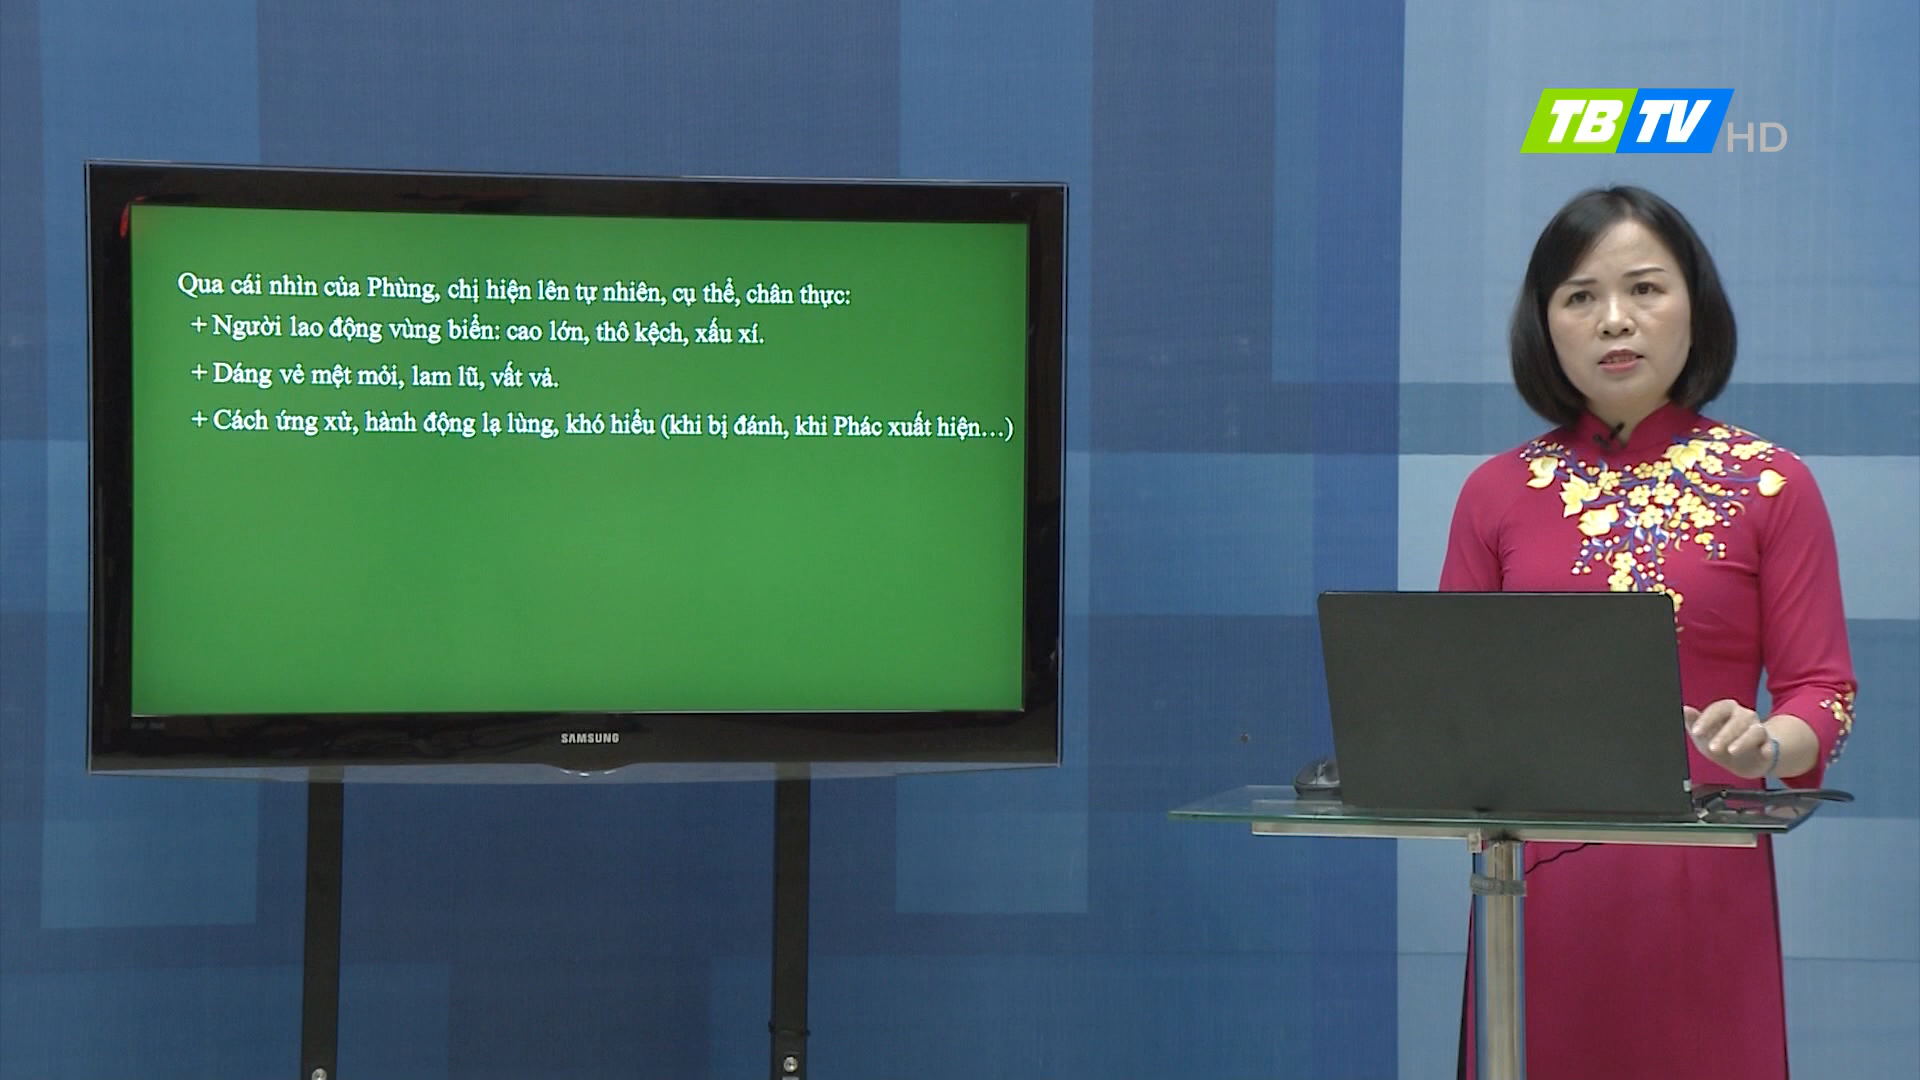 TBTV HD
Qua cái nhìn của Phùng, chị hiện lên tự nhiên, cụ thể, chân thực:
+ Người lao động vùng biển: cao lớn, thô kệch, xấu xí.
+ Dáng vẻ mệt mỏi, lam lũ, vất vả.
+ Cách ứng xử, hành động lạ lùng, khó hiểu (khi bị đánh, khi Phác xuất hiện…)
SAMSUNG